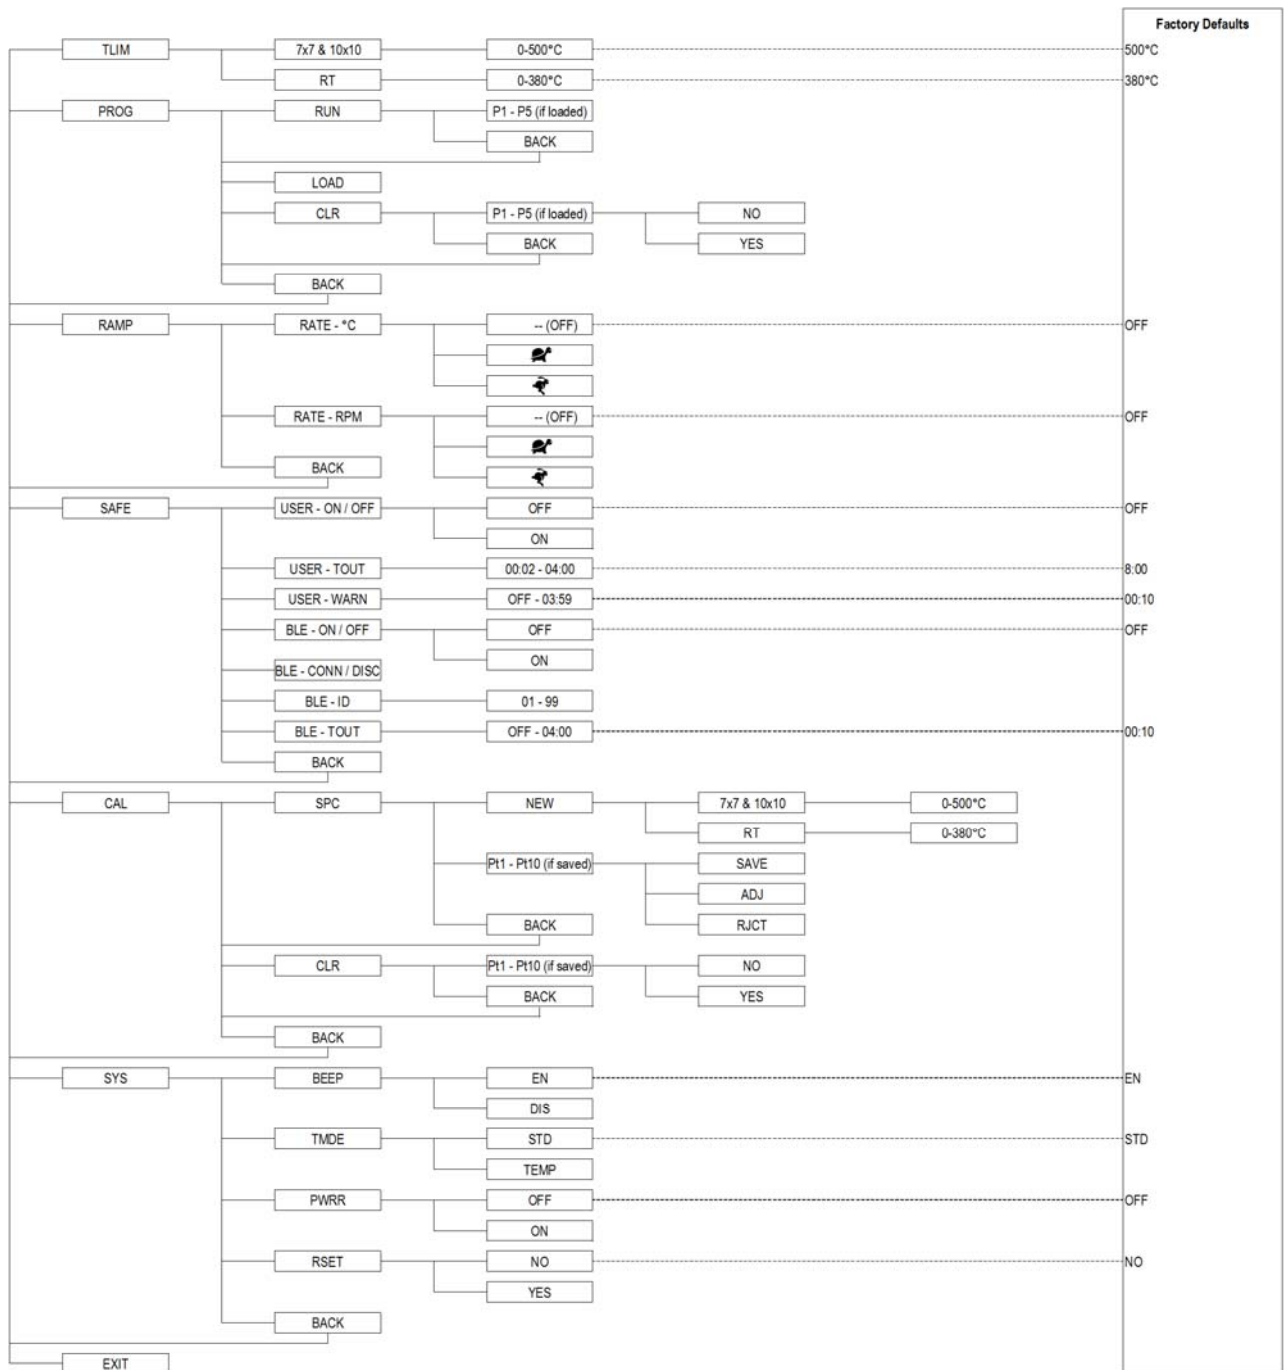 Factory Defaults
TLIM 7x7 & 10x10 0-500°C 500°C
RT 0-380°C 380°C
PROG RUN P1 - P5 (if loaded)
BACK
LOAD
CLR P1 - P5 (if loaded) NO
BACK YES
BACK
RAMP RATE - °C -- (OFF) OFF
RATE - RPM -- (OFF) OFF
BACK
SAFE USER - ON / OFF OFF OFF
ON
USER - TOUT 00:02 - 04:00 8:00
USER - WARN OFF - 03:59 00:10
BLE - ON / OFF OFF OFF
ON
BLE - CONN / DISC
BLE - ID 01 - 99
BLE - TOUT OFF - 04:00 00:10
BACK
CAL SPC NEW 7x7 & 10x10 0-500°C
RT 0-380°C
Pt1 - Pt10 (if saved) SAVE
ADJ
BACK RJCT
CLR Pt1 - Pt10 (if saved) NO
BACK YES
BACK
SYS BEEP EN EN
DIS
TMDE STD STD
TEMP
PWRR OFF OFF
ON
RSET NO NO
YES
BACK
EXIT